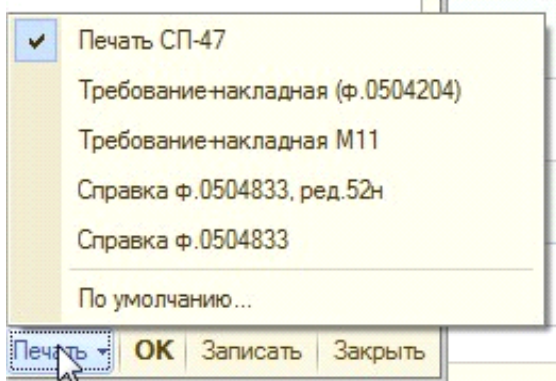 Печать СП-47
Требование-накладная (ф.0504204)
Требование-накладная М11
Справка ф.0504833, ред.52н
Справка ф.0504833
По умолчанию...
Печать ОК Записать Закрыть